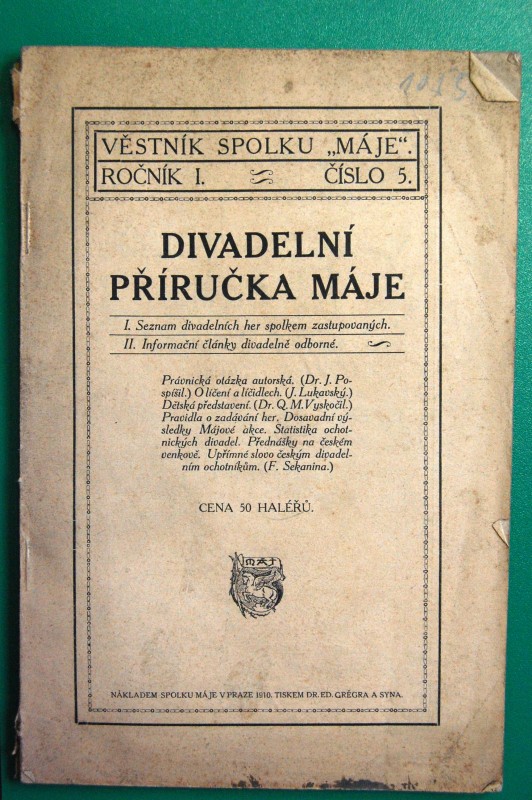 VĚSTNÍK SPOLKU „MÁJE“.
ROČNÍK I. ČÍSLO 5.
DIVADELNÍ
PŘÍRUČKA MÁJE
I. Seznam divadelních her spolkem zastupovaných.
II. Informační články divadelně odborné.
Právnická otázka autorská. (Dr. J. Po-
spíšil.) O líčení a líčidlech. (J. Lukavský.)
Dětská představení. (Dr. Q. M. Vyskočil.)
Pravidla o zadávání her. Dosavadní vý-
sledky Májové akce. Statistika ochot-
nických divadel. Přednášky na českém
venkově. Upřímné slovo českým divadel-
ním ochotníkům. (F. Sekanina.)
CENA 50 HALÉŘŮ.
MÁJ
NÁKLADEM SPOLKU MÁJE V PRAZE 1910. TISKEM DR. ED. GRÉGRA A SYNA.